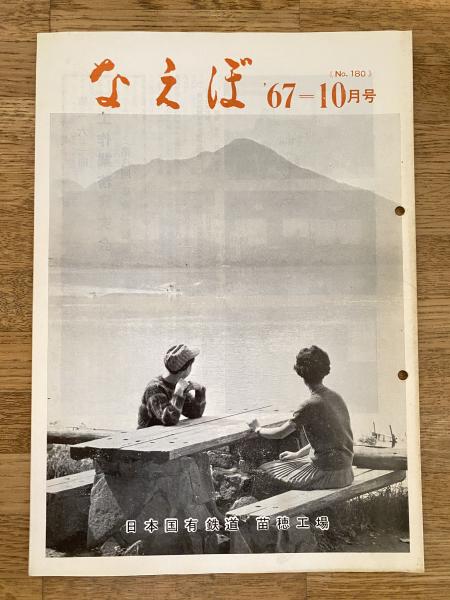 (No. 180)
なえぼ '67=10月号
日本国有鉄道 苗穂工場